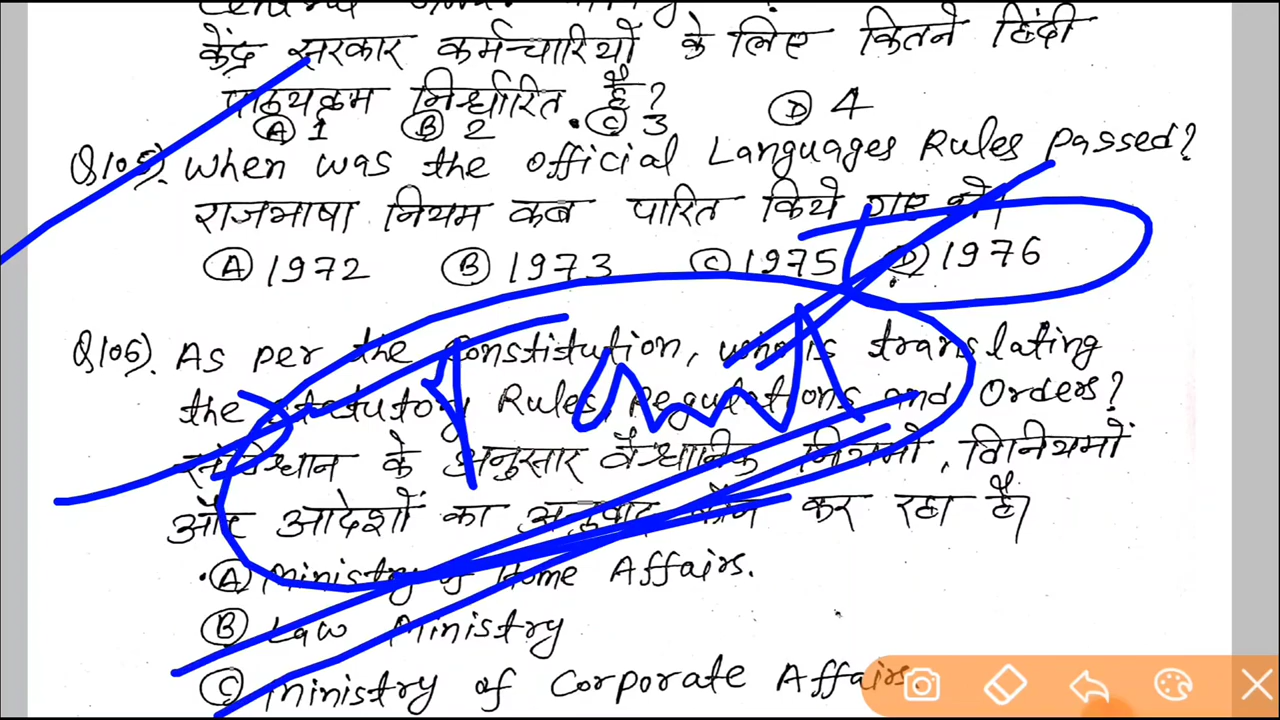 केंद्र सरकार कर्मचारियों के लिए कितने हिंदी
पाठ्यक्रम निर्धारित है?
(A) 1 (B) 2 (C) 3 (D) 4
Q105). When was the official Languages Rules Passed?
राजभाषा नियम कब पारित किये गए थे।
(A) 1972 (B) 1973 (C) 1975 (D) 1976
Q106). As per the constitution, who is translating
the statutory Rules, Regulations and Orders?
संविधान के अनुसार वैधानिक नियमों, विनियमों
और आदेशों का अनुवाद कौन कर रहा है।
(A) Ministry of Home Affairs.
(B) Law Ministry
(C) Ministry of Corporate Affairs.